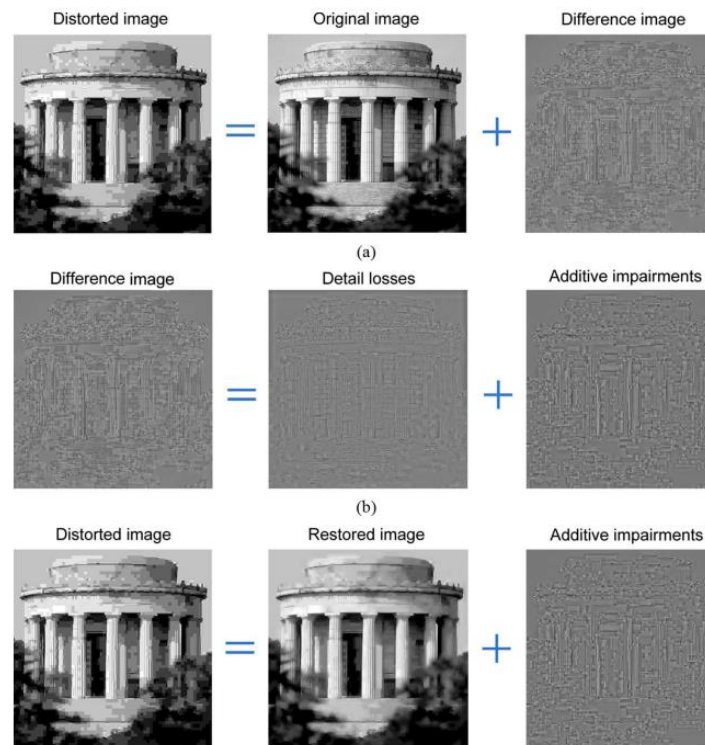 Distorted image Original image Difference image
= +
(a)
Difference image Detail losses Additive impairments
= +
(b)
Distorted image Restored image Additive impairments
= +